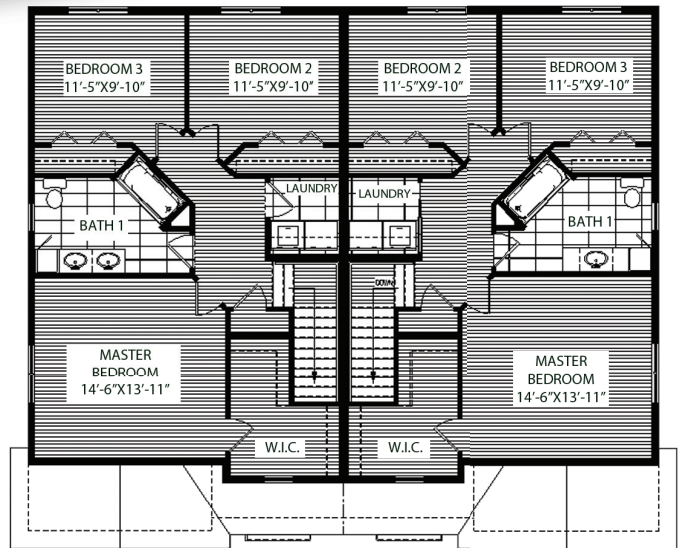 BEDROOM 3
11'-5"X9'-10"
BEDROOM 2
11'-5"X9'-10"
BEDROOM 2
11'-5"X9'-10"
BEDROOM 3
11'-5"X9'-10"
LAUNDRY
LAUNDRY
BATH 1
BATH 1
DOWN
MASTER
BEDROOM
14'-6"X13'-11"
MASTER
BEDROOM
14'-6"X13'-11"
W.I.C.
W.I.C.